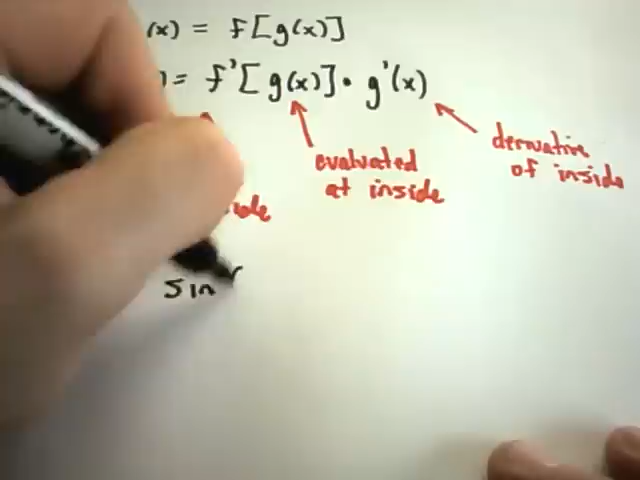 (x) = f[g(x)]
) = f'[g(x)]・g'(x)
derivative
of inside
evaluated
at inside
sin